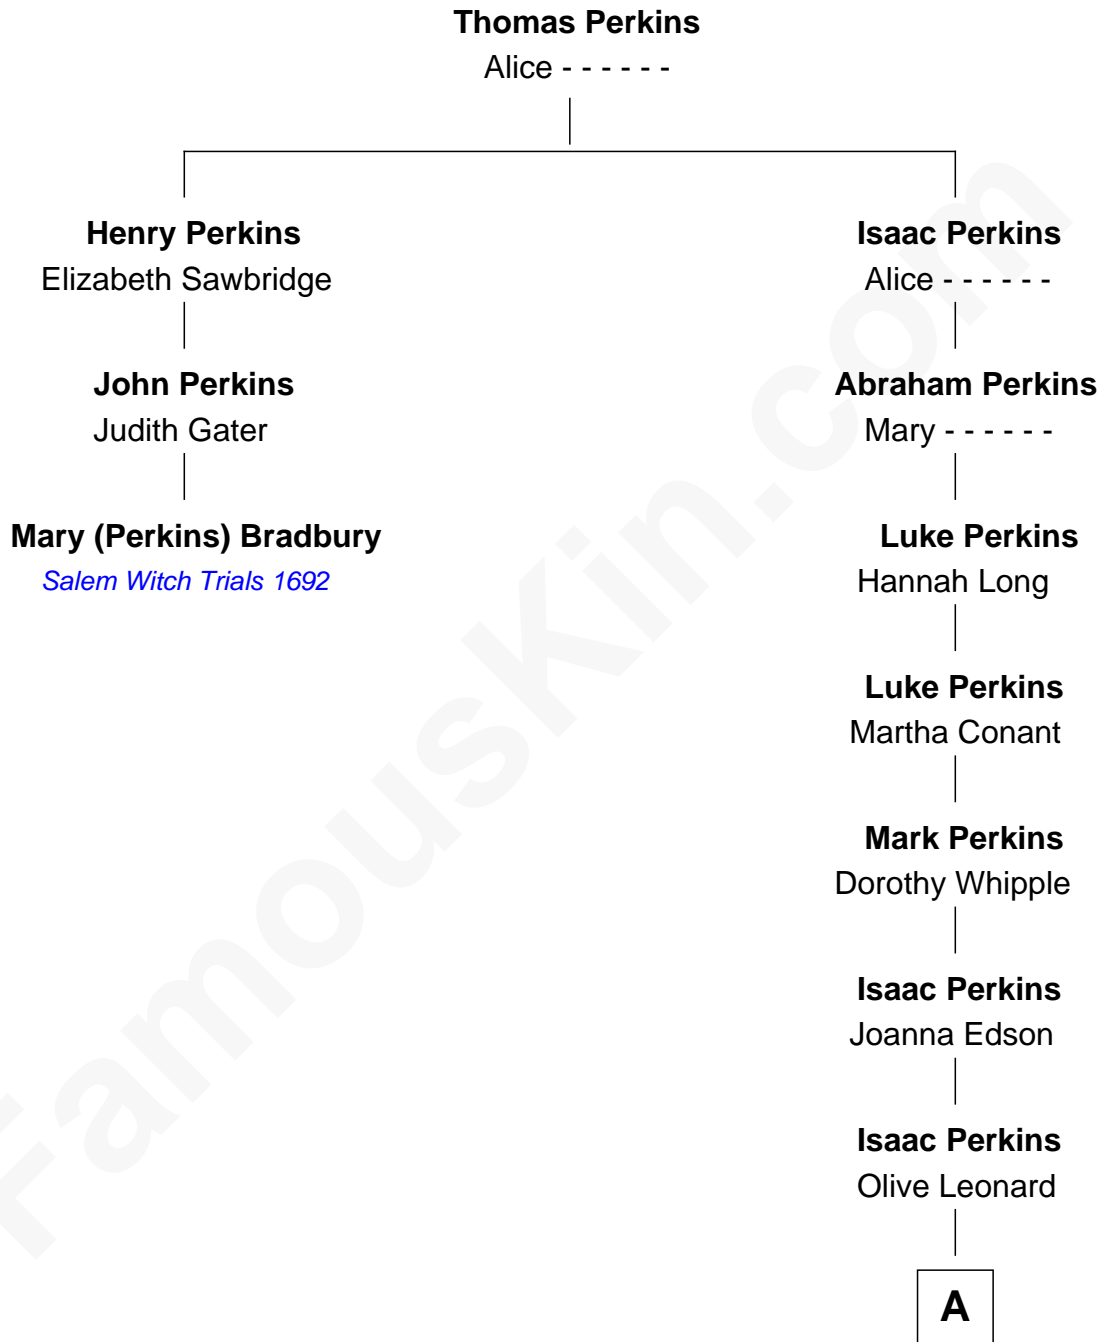 Thomas Perkins
Alice - - - - - -
Henry Perkins
Elizabeth Sawbridge
Isaac Perkins
Alice - - - - - -
John Perkins
Judith Gater
Abraham Perkins
Mary - - - - - -
Mary (Perkins) Bradbury
Salem Witch Trials 1692
Luke Perkins
Hannah Long
Luke Perkins
Martha Conant
Mark Perkins
Dorothy Whipple
Isaac Perkins
Joanna Edson
Isaac Perkins
Olive Leonard
A
FamousKin.com